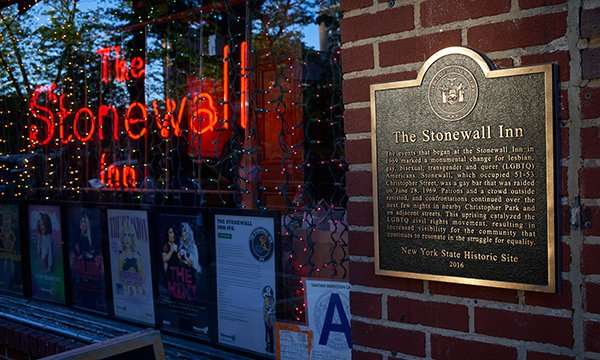 The
Stonewall
Inn
THE STONEWALL
INN IPA
A
The Stonewall Inn
The events that began at the Stonewall Inn in
1969 marked a monumental change for lesbian,
gay, bisexual, transgender and queer (LGBTQ)
Americans. Stonewall, which occupied 51-53
Christopher Street, was a gay bar that was raided
on June 28, 1969. Patrons and a crowd outside
resisted, and confrontations continued over the
next few nights in nearby Christopher Park and
on adjacent streets. This uprising catalyzed the
LGBTQ civil rights movement, resulting in
increased visibility for the community that
continues to resonate in the struggle for equality.
New York State Historic Site
2016